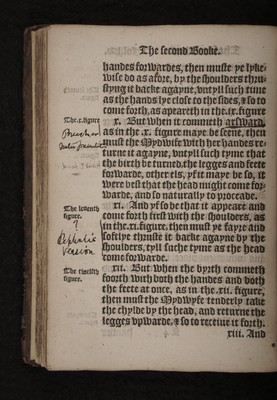 The second Booke.
handes forwardes, then muste ye lyke-
wise do as afore, by the shoulders thru-
styng it backe agayne, vntyll such time
as the hands lye close to the sides, & so to
come forth, as apeareth in the .ix. figure
The .x. figure
x. But when it commeth arsward,
as in the .x. figure maye be seene, then
must the Mydwyfe with her handes re-
turne it agayne, vntyll such tyme that
the birth be turned, the legges and feete
forwarde, other els, yf it maye be so, it
were best that the head might come for-
warde, and so naturally to proceade.
The leuenth
figure.
xi. And yf so be that it appeare and
come forth first with the shoulders, as
in the .xi. figure, then must ye fayre and
softlye thruste it backe agayne by the
shoulders, tyll suche tyme as the head
come forwarde.
Cephalic
Version
The twelfth
figure.
xii. But when the byrth commeth
foorth with both the handes and both
the feete at once, as in the .xii. figure,
then must the Mydwyfe tenderly take
the chylde by the head, and returne the
legges vpwarde, & so to receiue it forth.
xiii. And